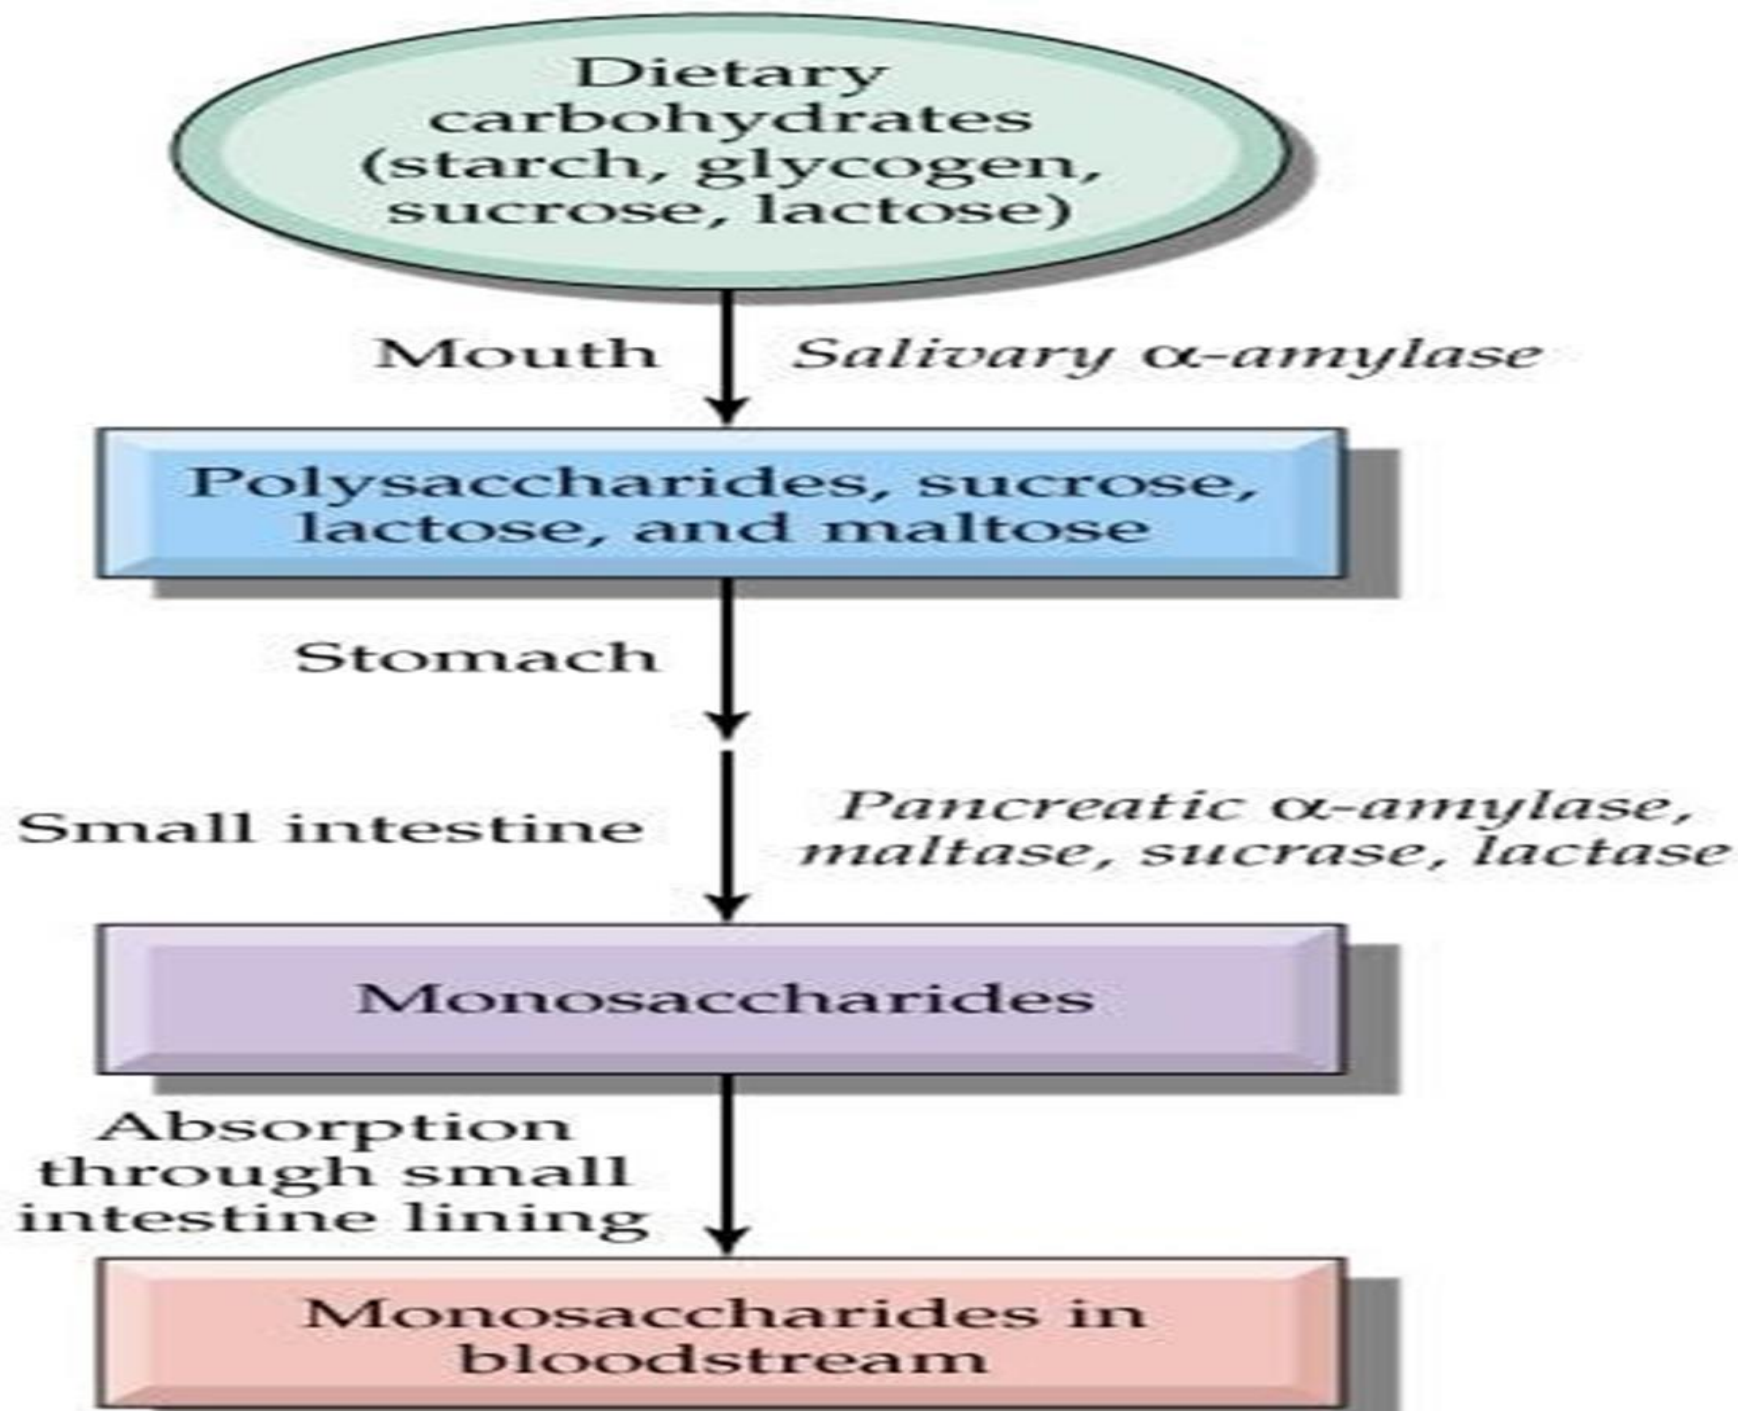 Dietary
carbohydrates
(starch, glycogen,
sucrose, lactose)
Mouth
Salivary α-amylase
Polysaccharides, sucrose,
lactose, and maltose
Stomach
Small intestine
Pancreatic α-amylase,
maltase, sucrase, lactase
Monosaccharides
Absorption
through small
intestine lining
Monosaccharides in
bloodstream